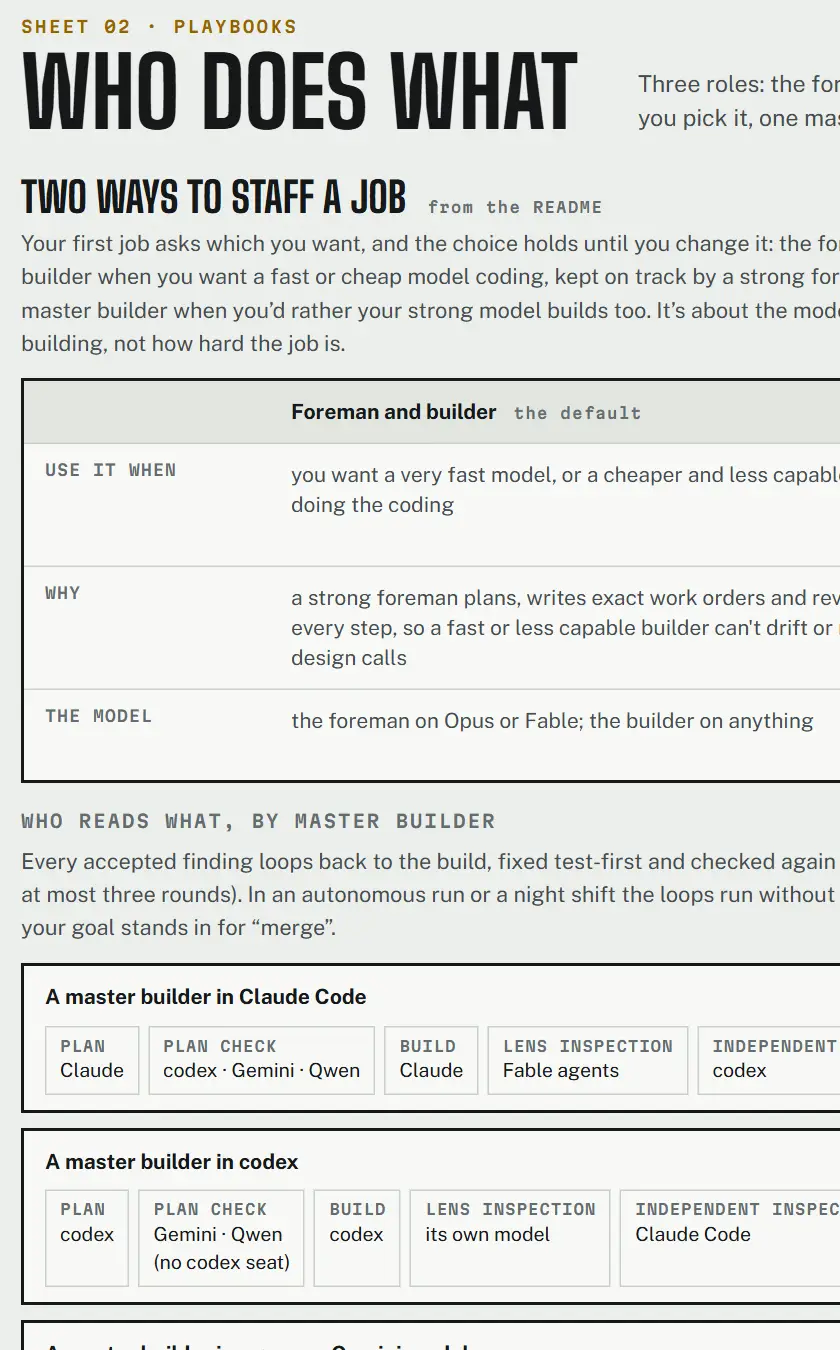 SHEET 02 · PLAYBOOKS
WHO DOES WHAT
Three roles: the
you pick it, one
TWO WAYS TO STAFF A JOB from the README
Your first job asks which you want, and the choice holds until you change it: the
builder when you want a fast or cheap model coding, kept on track by a strong
master builder when you’d rather your strong model builds too. It’s about the
building, not how hard the job is.
Foreman and builder the default
USE IT WHEN
you want a very fast model, or a cheaper and less
doing the coding
WHY
a strong foreman plans, writes exact work orders and
every step, so a fast or less capable builder can't drift or
design calls
THE MODEL
the foreman on Opus or Fable; the builder on anything
WHO READS WHAT, BY MASTER BUILDER
Every accepted finding loops back to the build, fixed test-first and checked again
at most three rounds). In an autonomous run or a night shift the loops run without
your goal stands in for “merge”.
A master builder in Claude Code
PLAN PLAN CHECK BUILD LENS INSPECTION INDEPENDENT
Claude codex · Gemini · Qwen Claude Fable agents codex
A master builder in codex
PLAN PLAN CHECK BUILD LENS INSPECTION INDEPENDENT
codex Gemini · Qwen codex its own model Claude Code
(no codex seat)